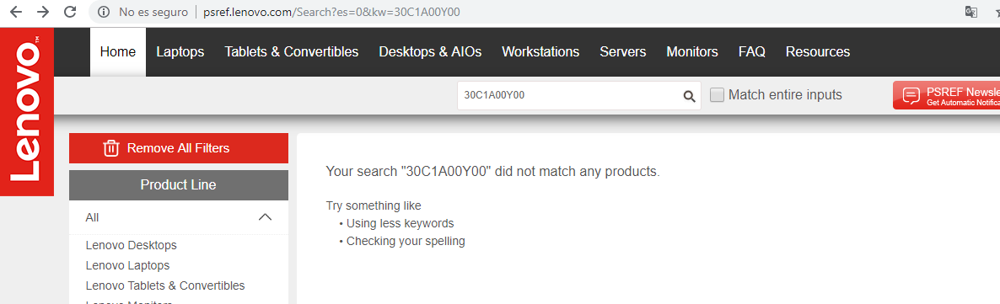 No es seguro | psref.lenovo.com/Search?es=0&kw=30C1A00Y00
Lenovo™
Home Laptops Tablets & Convertibles Desktops & AIOs Workstations Servers Monitors FAQ Resources
30C1A00Y00 Match entire inputs
PSREF Newsle
Get Automatic Notifica
Remove All Filters
Product Line
All
Lenovo Desktops
Lenovo Laptops
Lenovo Tablets & Convertibles
Lenovo Monitors
Your search "30C1A00Y00" did not match any products.
Try something like
• Using less keywords
• Checking your spelling